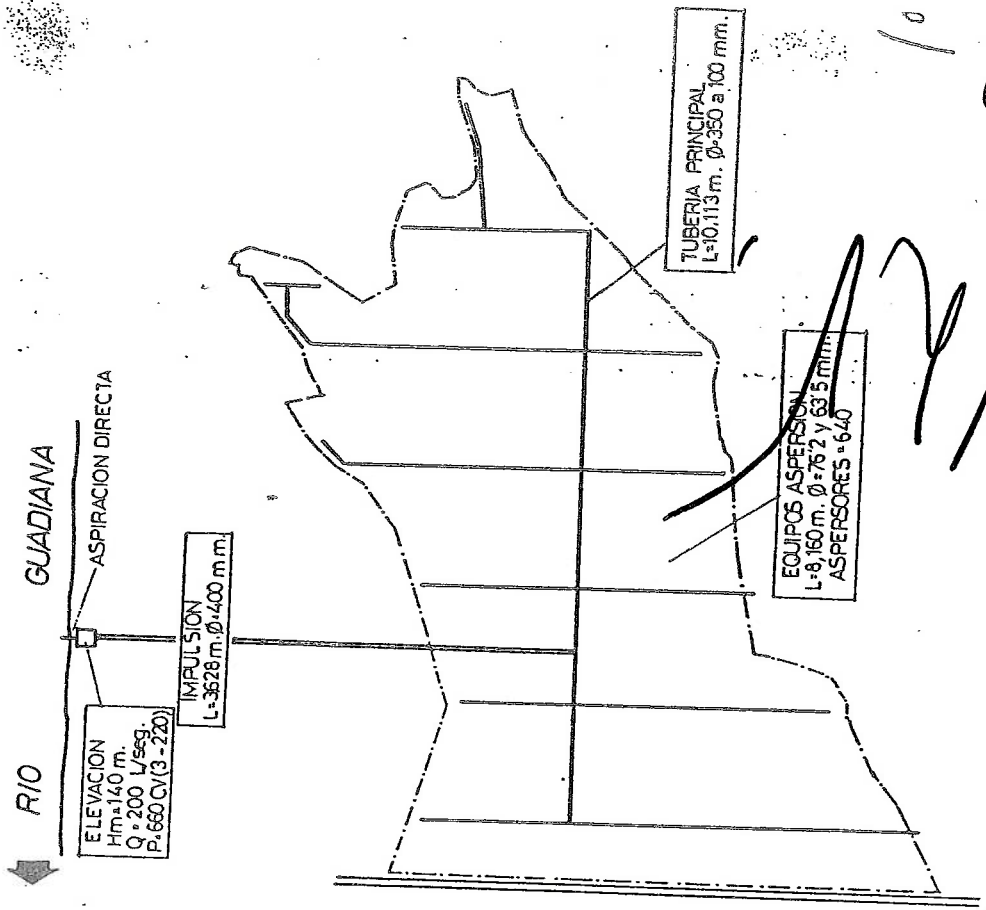 RIO GUADIANA
ASPIRACION DIRECTA
ELEVACION
Hm=140 m.
Q=200 L/seg.
P=660 CV(3-220)
IMPULSION
L=3628 m. Ø=400 mm.
TUBERIA PRINCIPAL
L=10.113 m. Ø=350 a 100 mm.
EQUIPOS ASPERSION
L=8,160 m. Ø=76'2 y 63'5 mm.
ASPERSORES=640